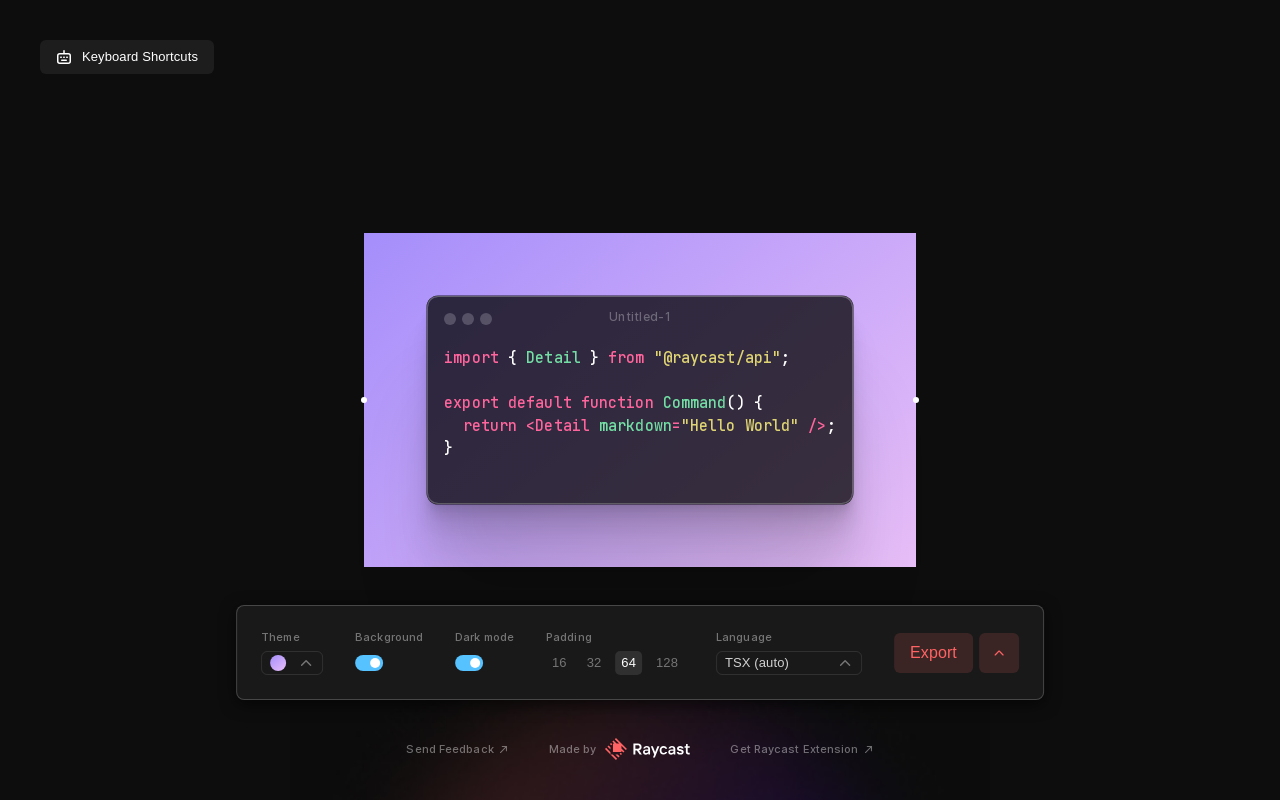 Keyboard Shortcuts
Untitled-1
import { Detail } from "@raycast/api";
export default function Command() {
  return <Detail markdown="Hello World" />;
}
Theme
Background
Dark mode
Padding
16 32 64 128
Language
TSX (auto)
Export
Send Feedback
Made by Raycast
Get Raycast Extension